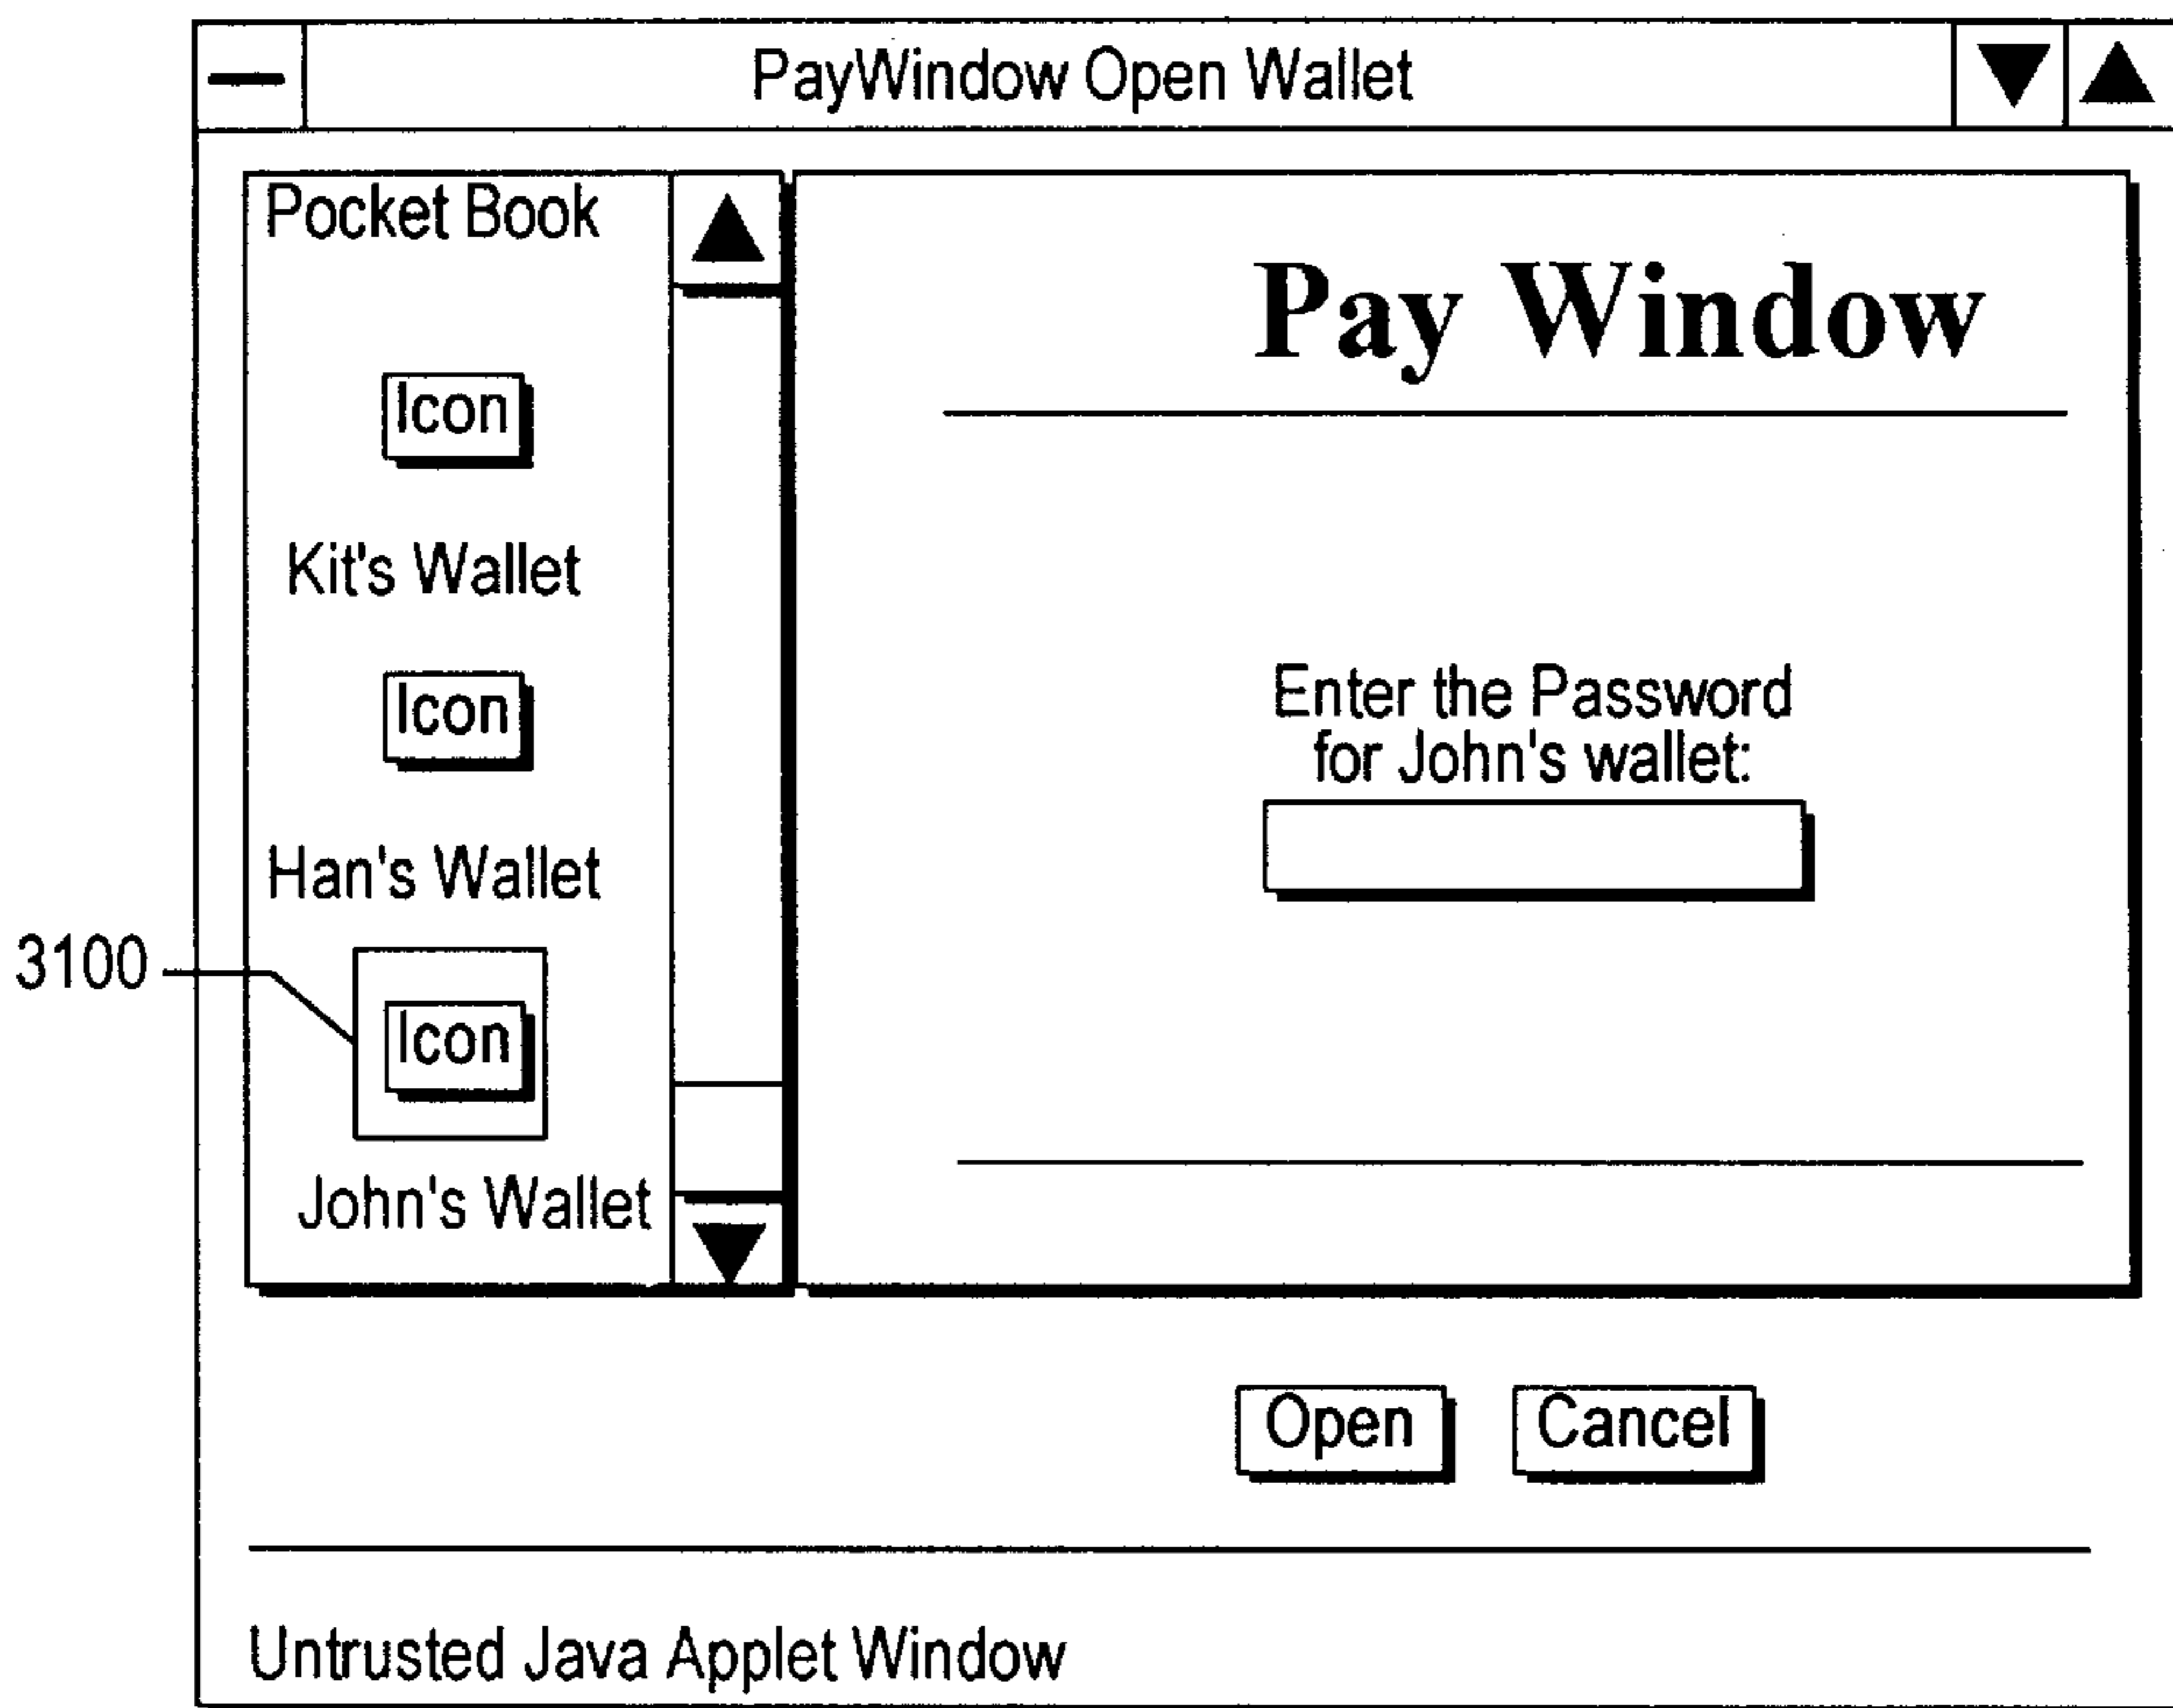 PayWindow Open Wallet
Pocket Book
Icon
Kit's Wallet
Icon
Han's Wallet
3100
Icon
John's Wallet
Pay Window
Enter the Password
for John's wallet:
Open Cancel
Untrusted Java Applet Window